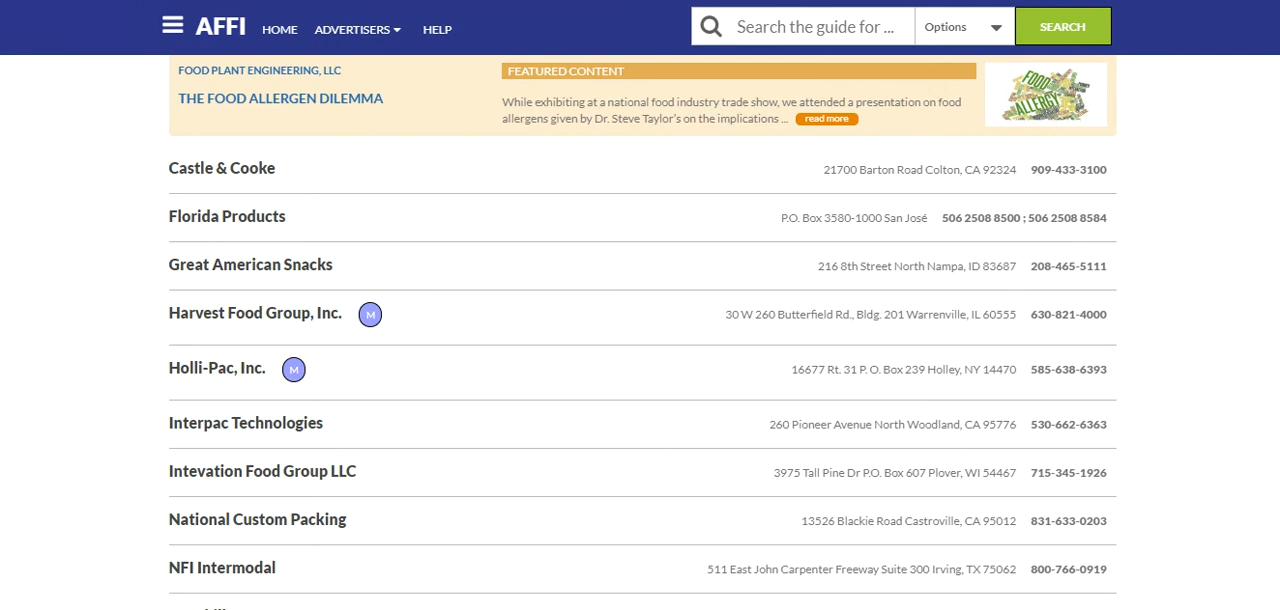 AFFI HOME ADVERTISERS HELP Search the guide for ... Options SEARCH
FOOD PLANT ENGINEERING, LLC
THE FOOD ALLERGEN DILEMMA
FEATURED CONTENT
While exhibiting at a national food industry trade show, we attended a presentation on food
allergens given by Dr. Steve Taylor's on the implications ... read more
FOOD
ALLERGY
Castle & Cooke 21700 Barton Road Colton, CA 92324 909-433-3100
Florida Products P.O. Box 3580-1000 San José 506 2508 8500 ; 506 2508 8584
Great American Snacks 216 8th Street North Nampa, ID 83687 208-465-5111
Harvest Food Group, Inc. M 30 W 260 Butterfield Rd., Bldg. 201 Warrenville, IL 60555 630-821-4000
Holli-Pac, Inc. M 16677 Rt. 31 P. O. Box 239 Holley, NY 14470 585-638-6393
Interpac Technologies 260 Pioneer Avenue North Woodland, CA 95776 530-662-6363
Intevation Food Group LLC 3975 Tall Pine Dr P.O. Box 607 Plover, WI 54467 715-345-1926
National Custom Packing 13526 Blackie Road Castroville, CA 95012 831-633-0203
NFI Intermodal 511 East John Carpenter Freeway Suite 300 Irving, TX 75062 800-766-0919